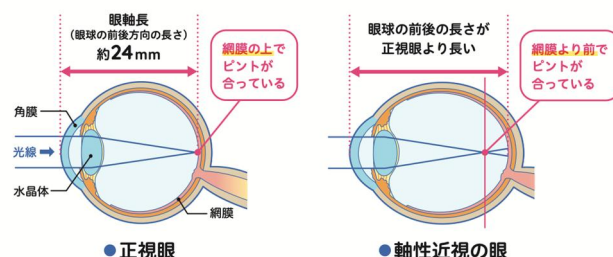 眼軸長
(眼球の前後方向の長さ)
約24mm
網膜の上で
ピントが
合っている
角膜
光線
水晶体
網膜
●正視眼
眼球の前後の長さが
正視眼より長い
網膜より前で
ピントが
合っている
●軸性近視の眼